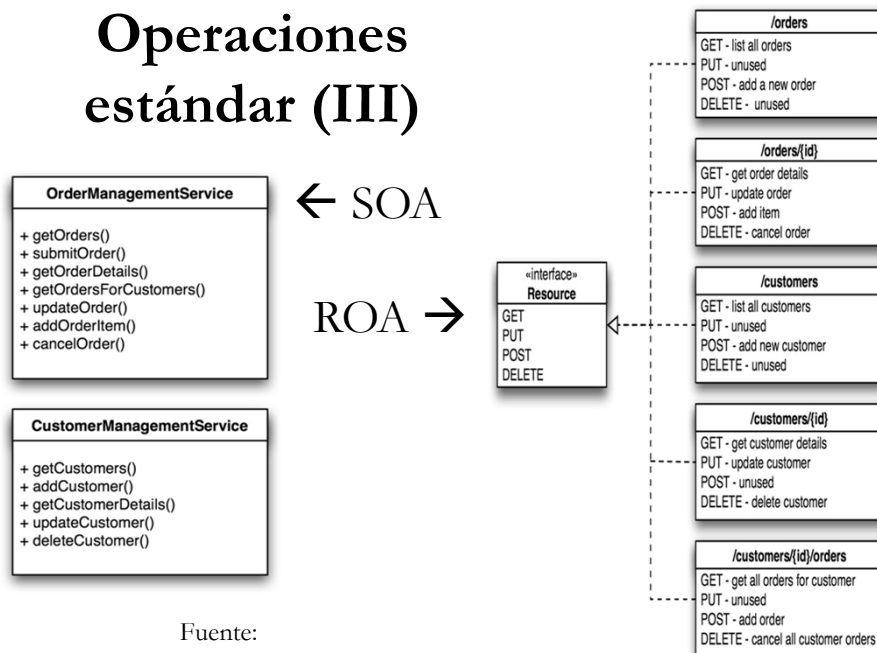 Operaciones
estándar (III)
OrderManagementService
+ getOrders()
+ submitOrder()
+ getOrderDetails()
+ getOrdersForCustomers()
+ updateOrder()
+ addOrderItem()
+ cancelOrder()
CustomerManagementService
+ getCustomers()
+ addCustomer()
+ getCustomerDetails()
+ updateCustomer()
+ deleteCustomer()
Fuente:
← SOA
ROA →
«interface»
Resource
GET
PUT
POST
DELETE
/orders
GET - list all orders
PUT - unused
POST - add a new order
DELETE - unused
/orders/{id}
GET - get order details
PUT - update order
POST - add item
DELETE - cancel order
/customers
GET - list all customers
PUT - unused
POST - add new customer
DELETE - unused
/customers/{id}
GET - get customer details
PUT - update customer
POST - unused
DELETE - delete customer
/customers/{id}/orders
GET - get all orders for customer
PUT - unused
POST - add order
DELETE - cancel all customer orders